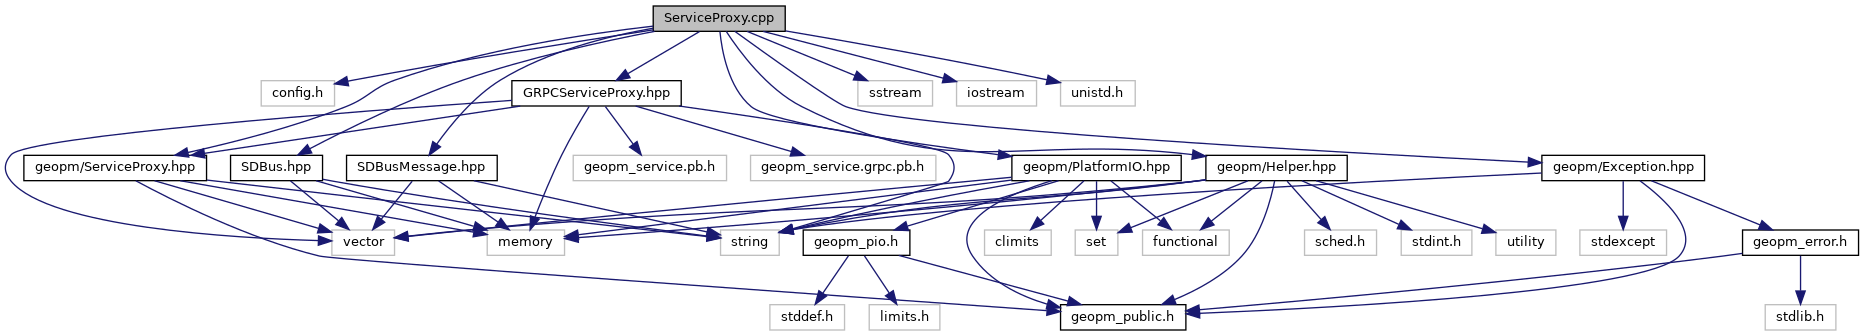 ServiceProxy.cpp
config.h
GRPCServiceProxy.hpp
sstream
iostream
unistd.h
geopm/ServiceProxy.hpp
SDBus.hpp
SDBusMessage.hpp
geopm_service.pb.h
geopm_service.grpc.pb.h
geopm/PlatformIO.hpp
geopm/Helper.hpp
geopm/Exception.hpp
vector
memory
string
geopm_pio.h
climits
set
functional
sched.h
stdint.h
utility
stdexcept
geopm_error.h
stddef.h
limits.h
geopm_public.h
stdlib.h